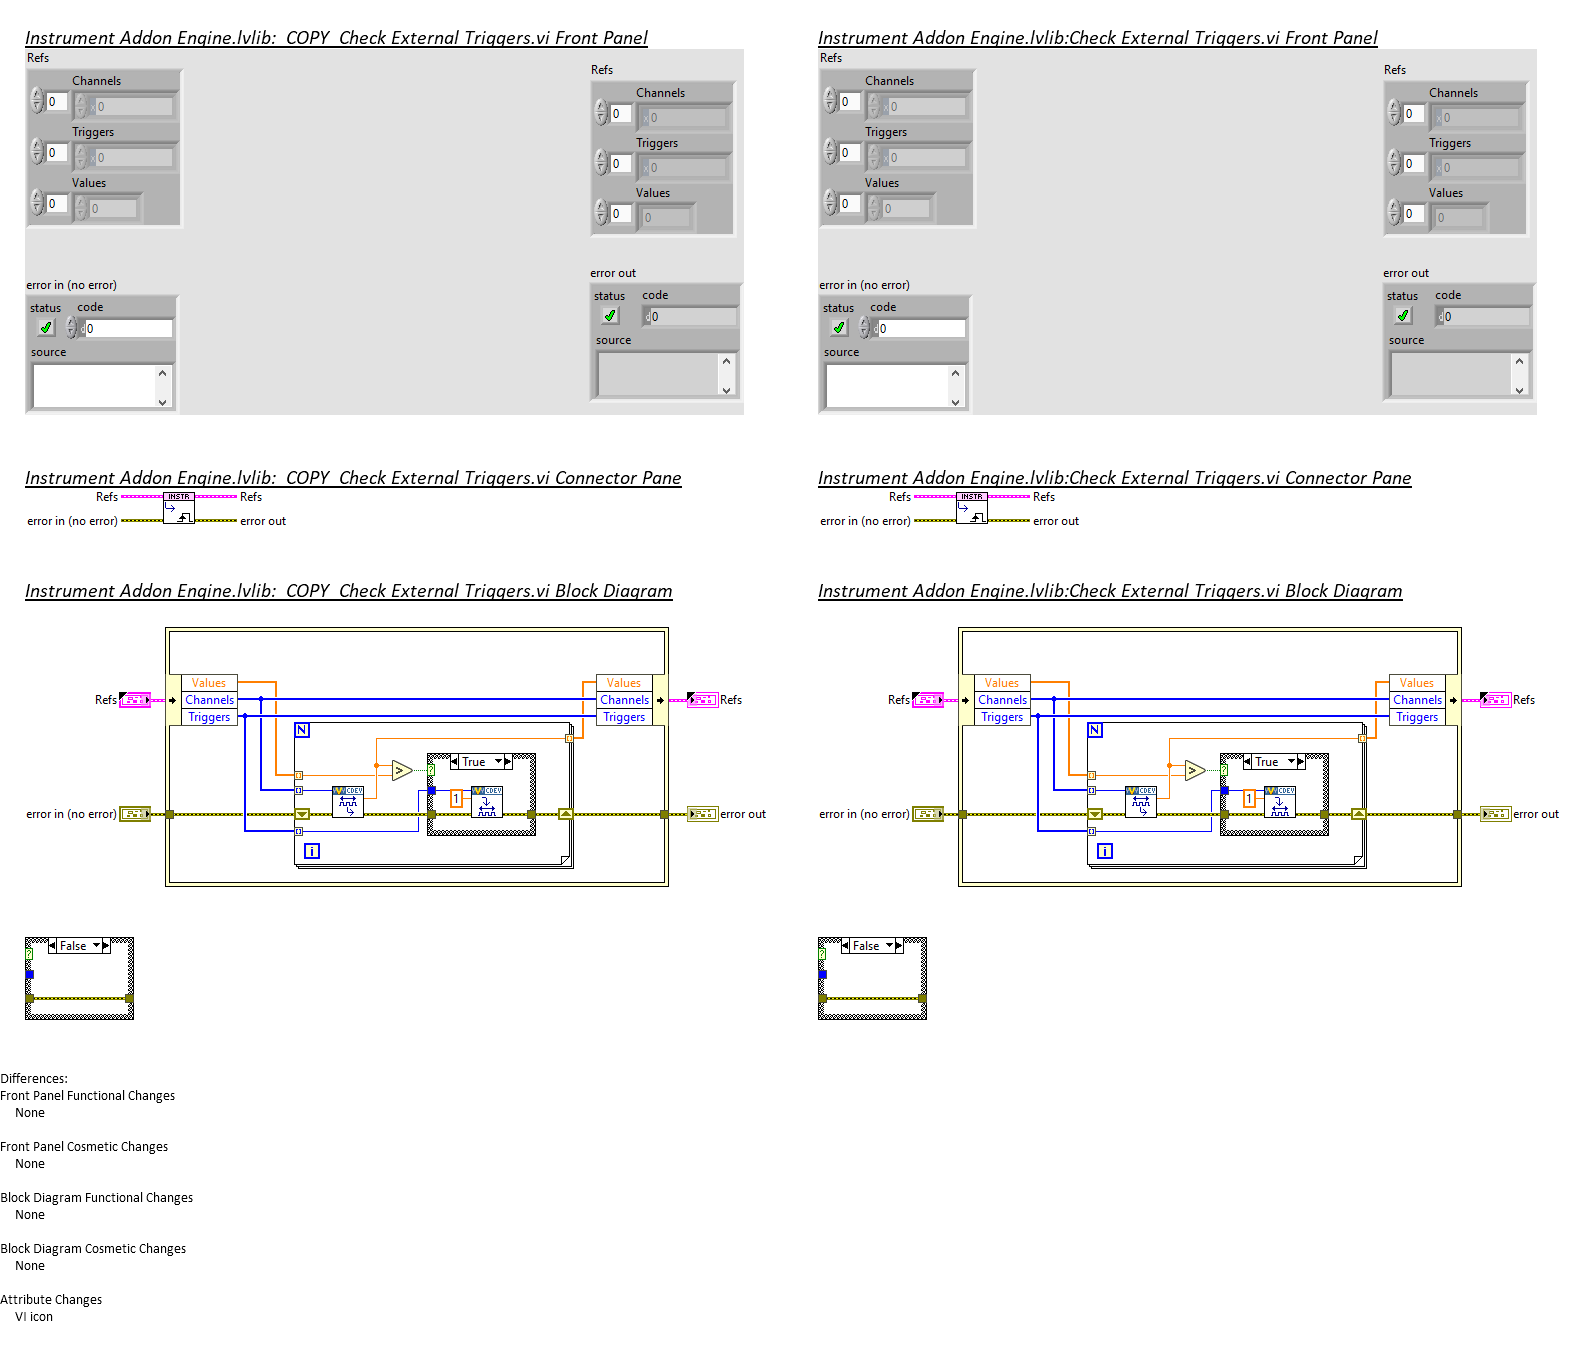 Instrument Addon Engine.lvlib:  COPY  Check External Triggers.vi Front Panel
Refs
Channels
0
0
Triggers
0
0
Values
0
0
Refs
Channels
0
0
Triggers
0
0
Values
0
0
error in (no error)
status code
d0
source
error out
status code
d0
source
Instrument Addon Engine.lvlib:Check External Triggers.vi Front Panel
Refs
Channels
0
0
Triggers
0
0
Values
0
0
Refs
Channels
0
0
Triggers
0
0
Values
0
0
error in (no error)
status code
d0
source
error out
status code
d0
source
Instrument Addon Engine.lvlib:  COPY  Check External Triggers.vi Connector Pane
Refs INSTR Refs
error in (no error) error out
Instrument Addon Engine.lvlib:Check External Triggers.vi Connector Pane
Refs INSTR Refs
error in (no error) error out
Instrument Addon Engine.lvlib:  COPY  Check External Triggers.vi Block Diagram
Values Values
Refs Channels Channels Refs
Triggers Triggers
N
True
> ?
CDEV 1 CDEV
error in (no error) error out
i
False
?
Instrument Addon Engine.lvlib:Check External Triggers.vi Block Diagram
Values Values
Refs Channels Channels Refs
Triggers Triggers
N
True
> ?
CDEV 1 CDEV
error in (no error) error out
i
False
?
Differences:
Front Panel Functional Changes
None
Front Panel Cosmetic Changes
None
Block Diagram Functional Changes
None
Block Diagram Cosmetic Changes
None
Attribute Changes
VI icon